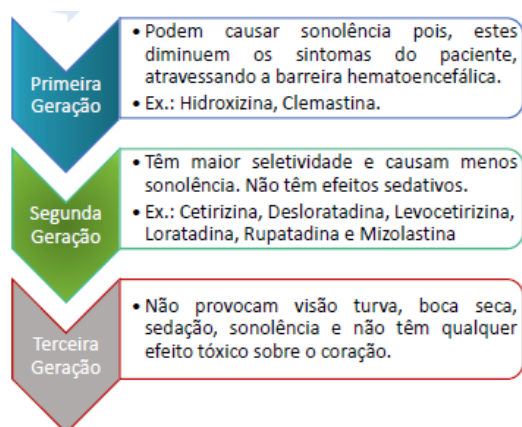 Primeira
Geração
• Podem causar sonolência pois, estes
diminuem os sintomas do paciente,
atravessando a barreira hematoencefálica.
• Ex.: Hidroxizina, Clemastina.
Segunda
Geração
• Têm maior seletividade e causam menos
sonolência. Não têm efeitos sedativos.
• Ex.: Cetirizina, Desloratadina, Levocetirizina,
Loratadina, Rupatadina e Mizolastina
Terceira
Geração
• Não provocam visão turva, boca seca,
sedação, sonolência e não têm qualquer
efeito tóxico sobre o coração.